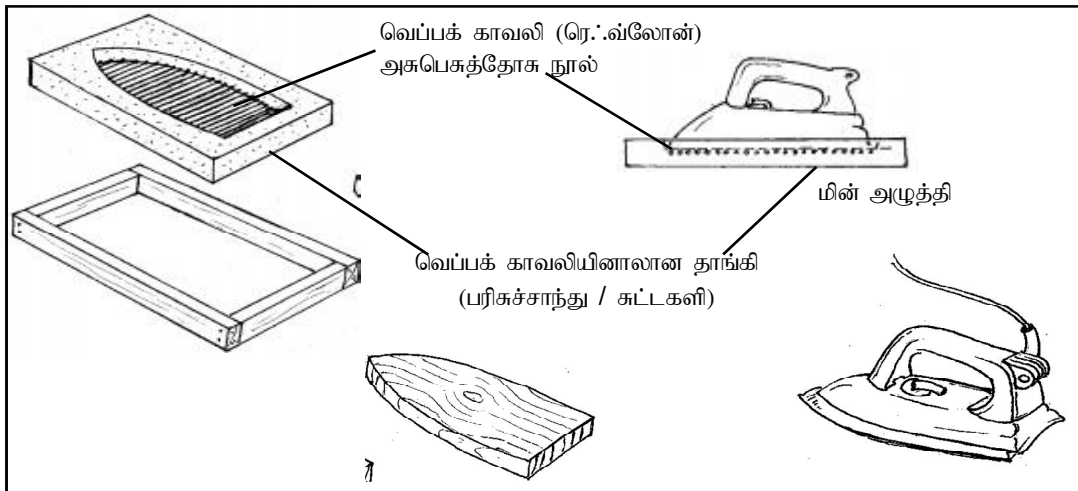 வெப்பக் காவலி (ரெஃவ்லோன்)
அசுபெசுத்தோசு நூல்
மின் அழுத்தி
வெப்பக் காவலியினாலான தாங்கி
(பரிசுச்சாந்து / சுட்டகளி)